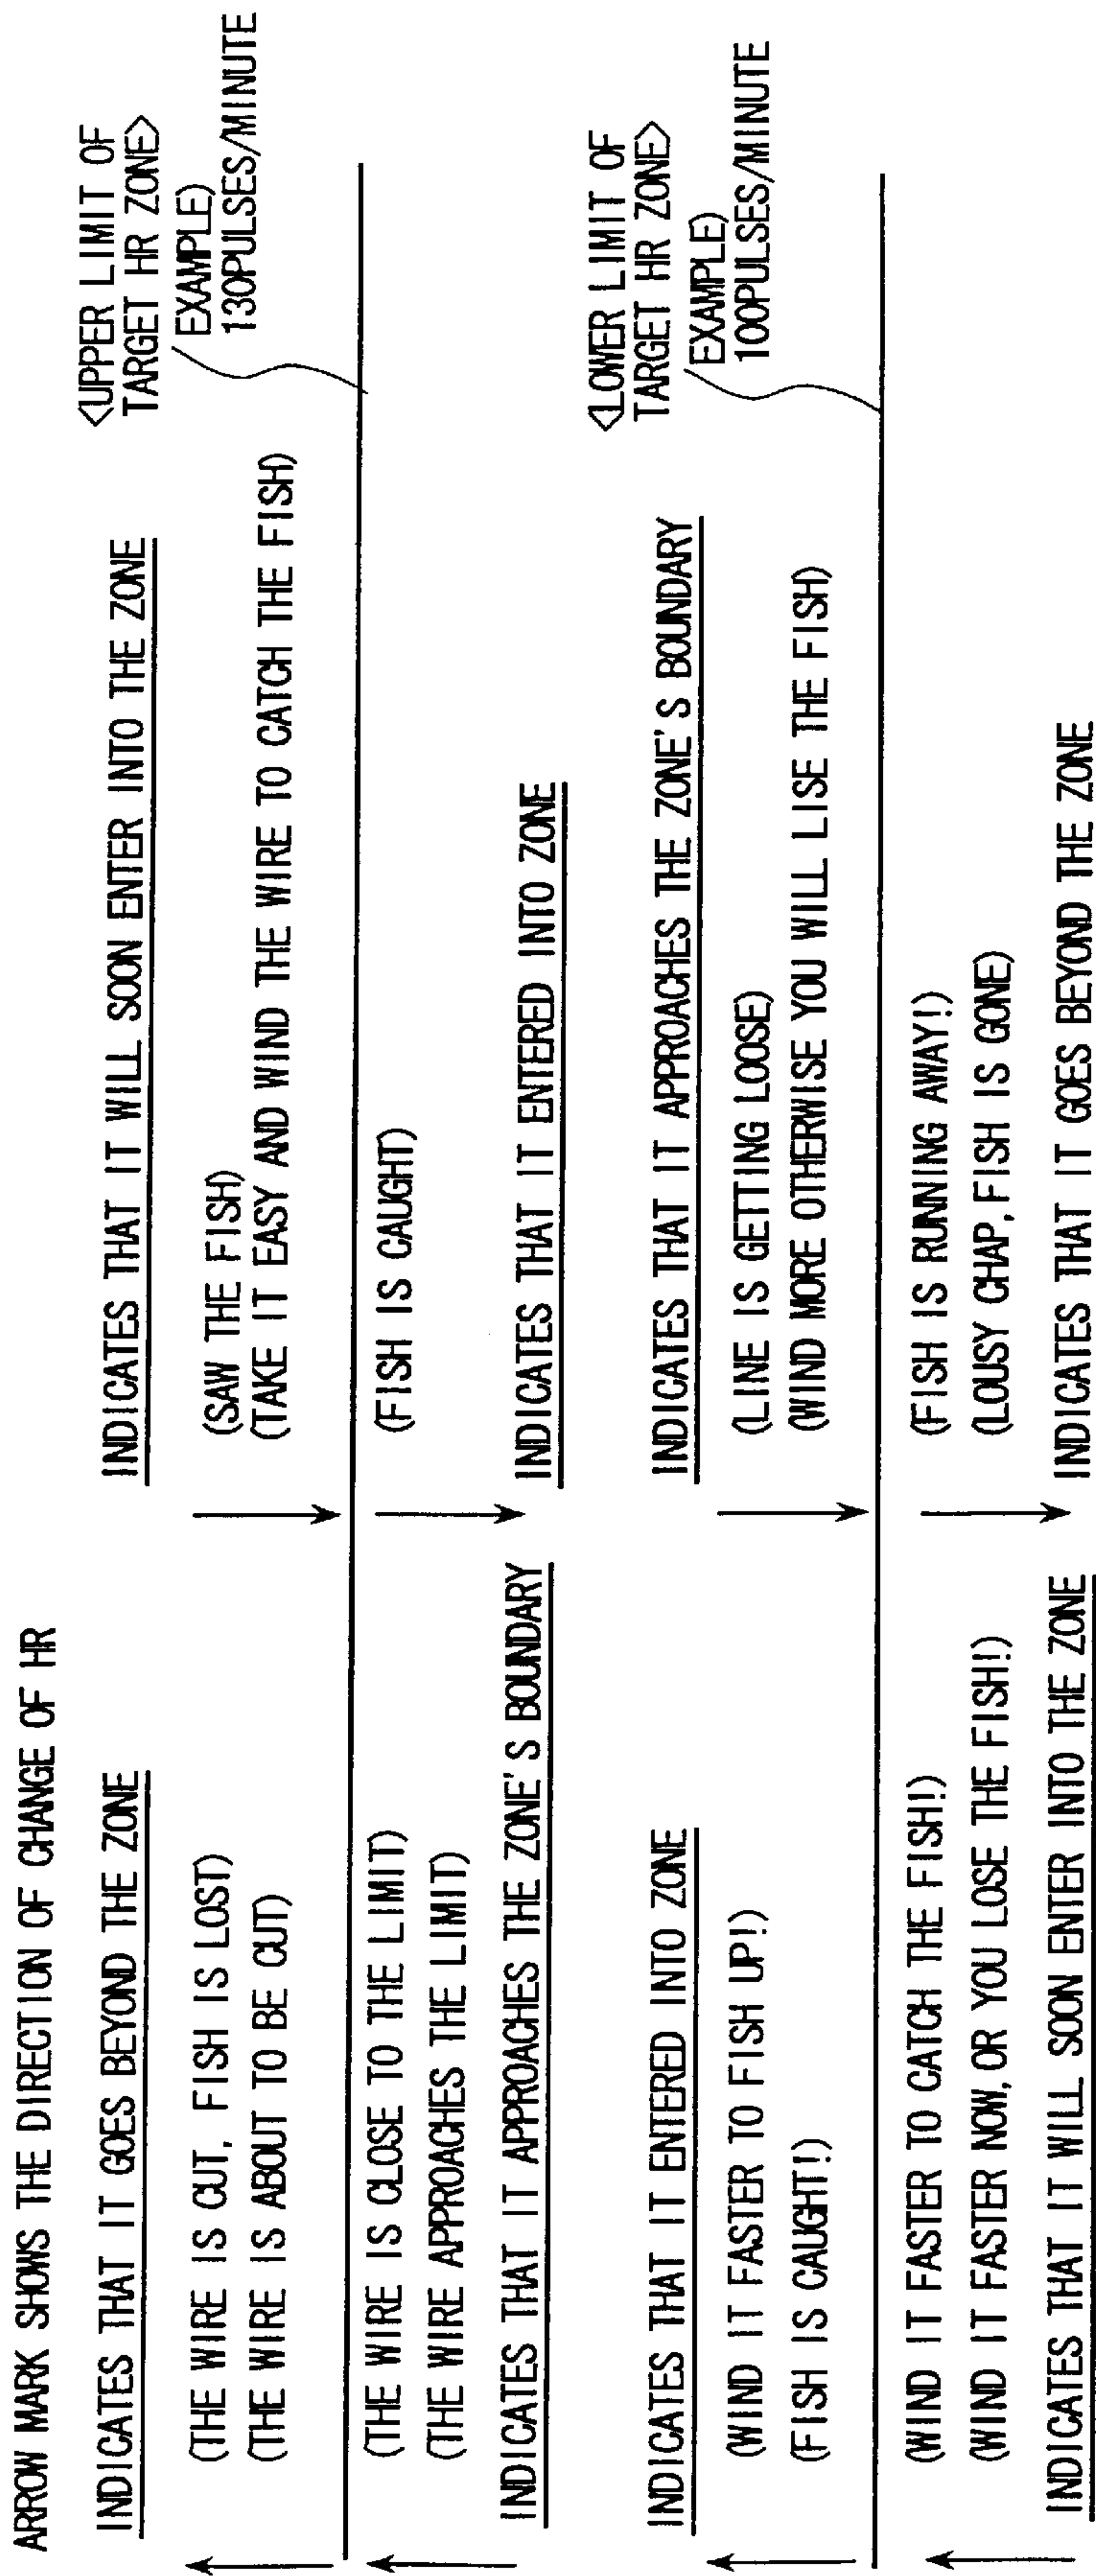 ARROW MARK SHOWS THE DIRECTION OF CHANGE OF HR
INDICATES THAT IT GOES BEYOND THE ZONE
(THE WIRE IS CUT, FISH IS LOST)
(THE WIRE IS ABOUT TO BE CUT)
(THE WIRE IS CLOSE TO THE LIMIT)
(THE WIRE APPROACHES THE LIMIT)
INDICATES THAT IT APPROACHES THE ZONE'S BOUNDARY
INDICATES THAT IT WILL SOON ENTER INTO THE ZONE
(SAW THE FISH)
(TAKE IT EASY AND WIND THE WIRE TO CATCH THE FISH)
(FISH IS CAUGHT)
INDICATES THAT IT ENTERED INTO ZONE
<UPPER LIMIT OF
TARGET HR ZONE>
EXAMPLE)
130PULSES/MINUTE
INDICATES THAT IT ENTERED INTO ZONE
(WIND IT FASTER TO FISH UP!)
(FISH IS CAUGHT!)
(WIND IT FASTER TO CATCH THE FISH!)
(WIND IT FASTER NOW, OR YOU LOSE THE FISH!)
INDICATES THAT IT WILL SOON ENTER INTO THE ZONE
INDICATES THAT IT APPROACHES THE ZONE'S BOUNDARY
(LINE IS GETTING LOOSE)
(WIND MORE OTHERWISE YOU WILL LISE THE FISH)
(FISH IS RUNNING AWAY!)
(LOUSY CHAP, FISH IS GONE)
INDICATES THAT IT GOES BEYOND THE ZONE
<LOWER LIMIT OF
TARGET HR ZONE>
EXAMPLE)
100PULSES/MINUTE